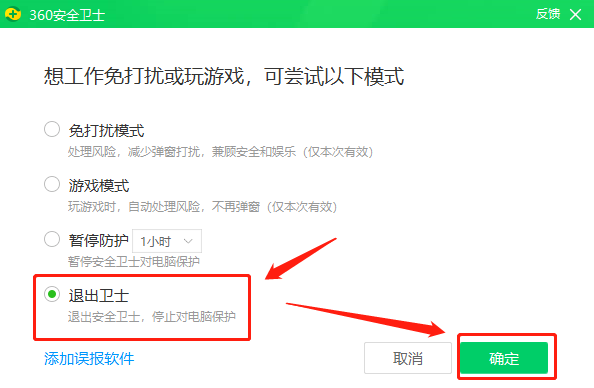 360安全卫士
反馈
想工作免打扰或玩游戏，可尝试以下模式
免打扰模式
处理风险，减少弹窗打扰，兼顾安全和娱乐（仅本次有效）
游戏模式
玩游戏时，自动处理风险，不再弹窗（仅本次有效）
暂停防护 1小时
暂停安全卫士对电脑保护
退出卫士
退出安全卫士，停止对电脑保护
添加误报软件
取消
确定